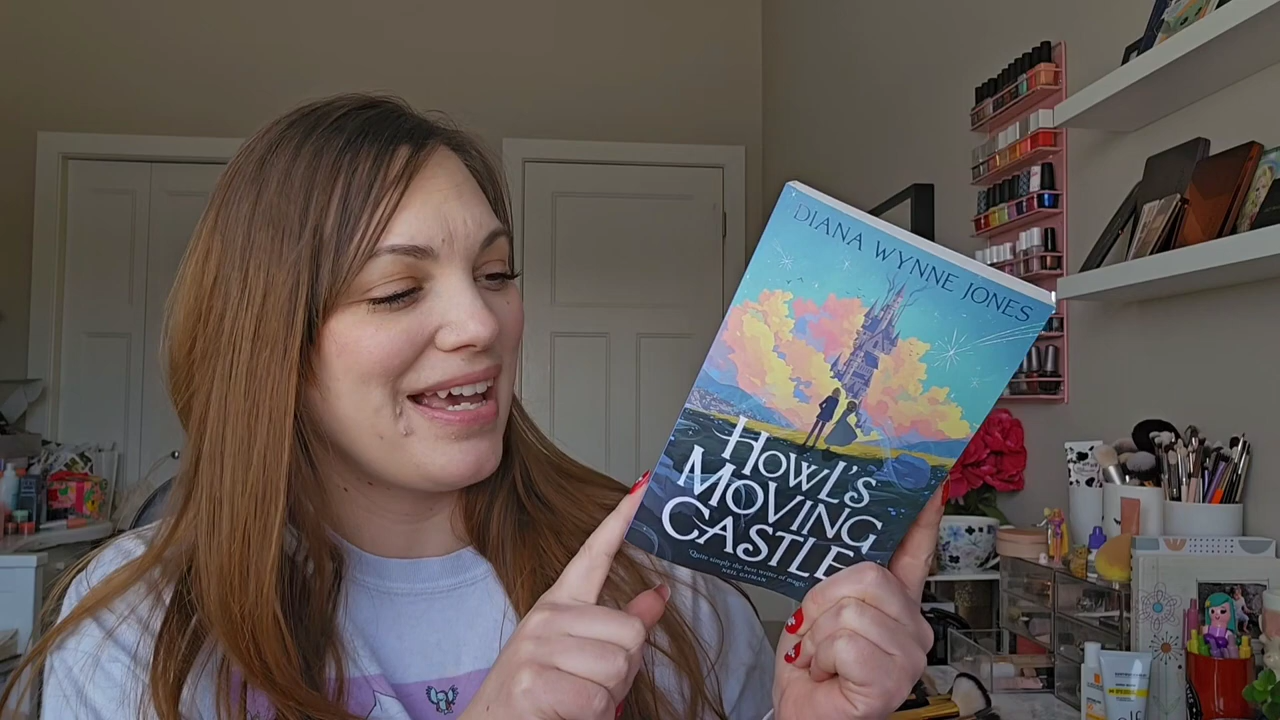 DIANA WYNNE JONES
HOWL'S
MOVING
CASTLE
'Quite simply the best writer of magic'
NEIL GAIMAN